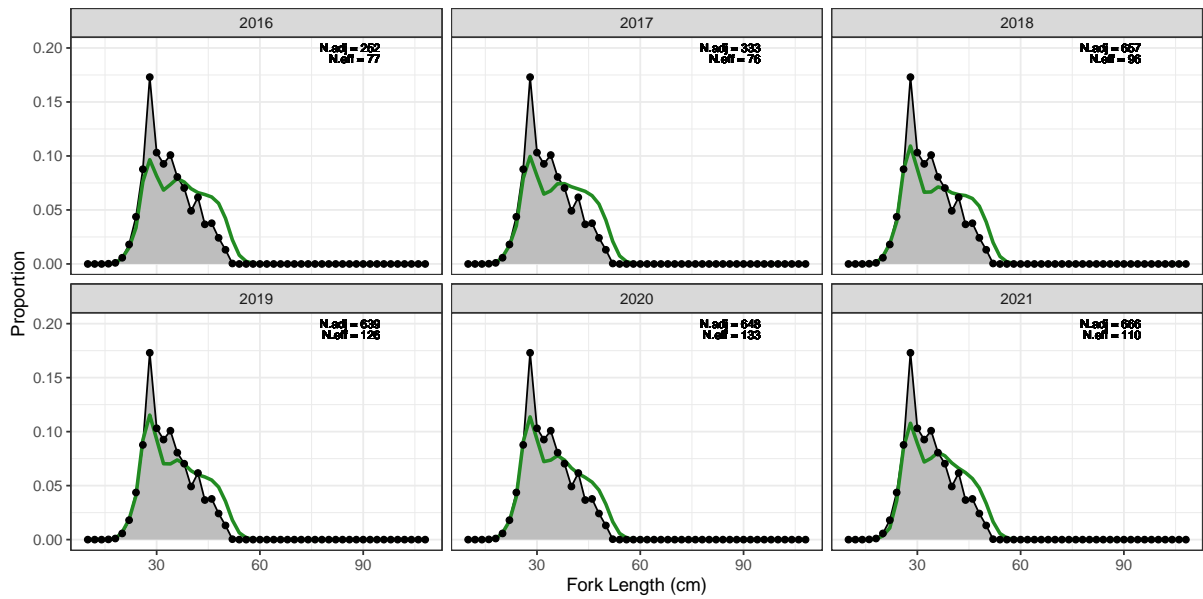 2016
2017
2018
N.adj = 252
N.eff = 77
N.adj = 333
N.eff = 76
N.adj = 657
N.eff = 96
0.20
0.15
0.10
0.05
0.00
2019
2020
2021
N.adj = 639
N.eff = 126
N.adj = 648
N.eff = 133
N.adj = 666
N.eff = 110
0.20
0.15
0.10
0.05
0.00
Proportion
30 60 90 30 60 90 30 60 90
Fork Length (cm)